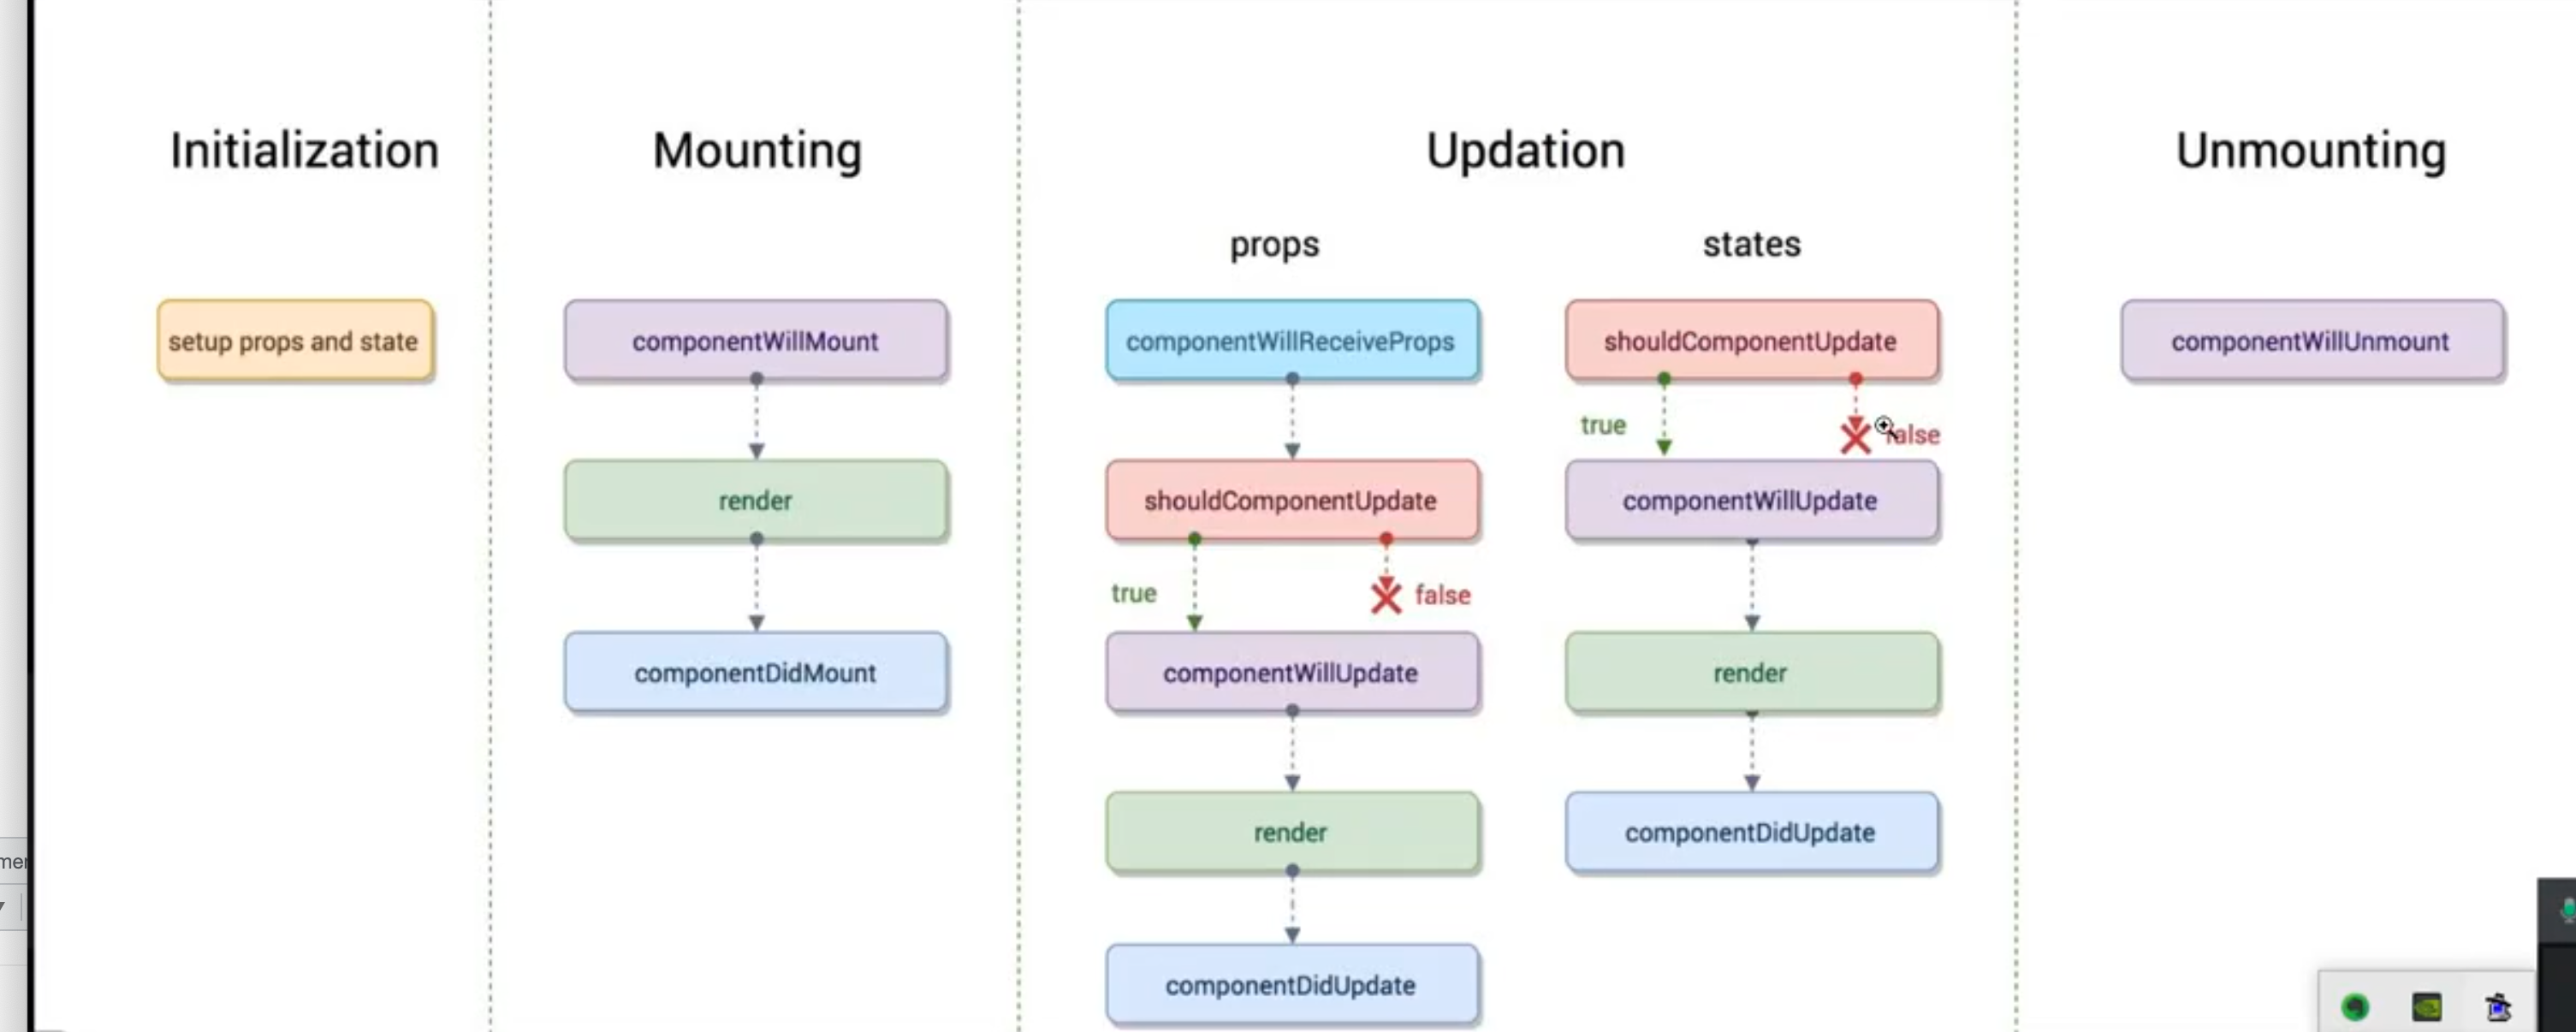 Initialization
Mounting
Updation
Unmounting
props
states
setup props and state
componentWillMount
componentWillReceiveProps
shouldComponentUpdate
componentWillUnmount
true
false
render
shouldComponentUpdate
componentWillUpdate
true
false
componentDidMount
componentWillUpdate
render
render
componentDidUpdate
componentDidUpdate
mer